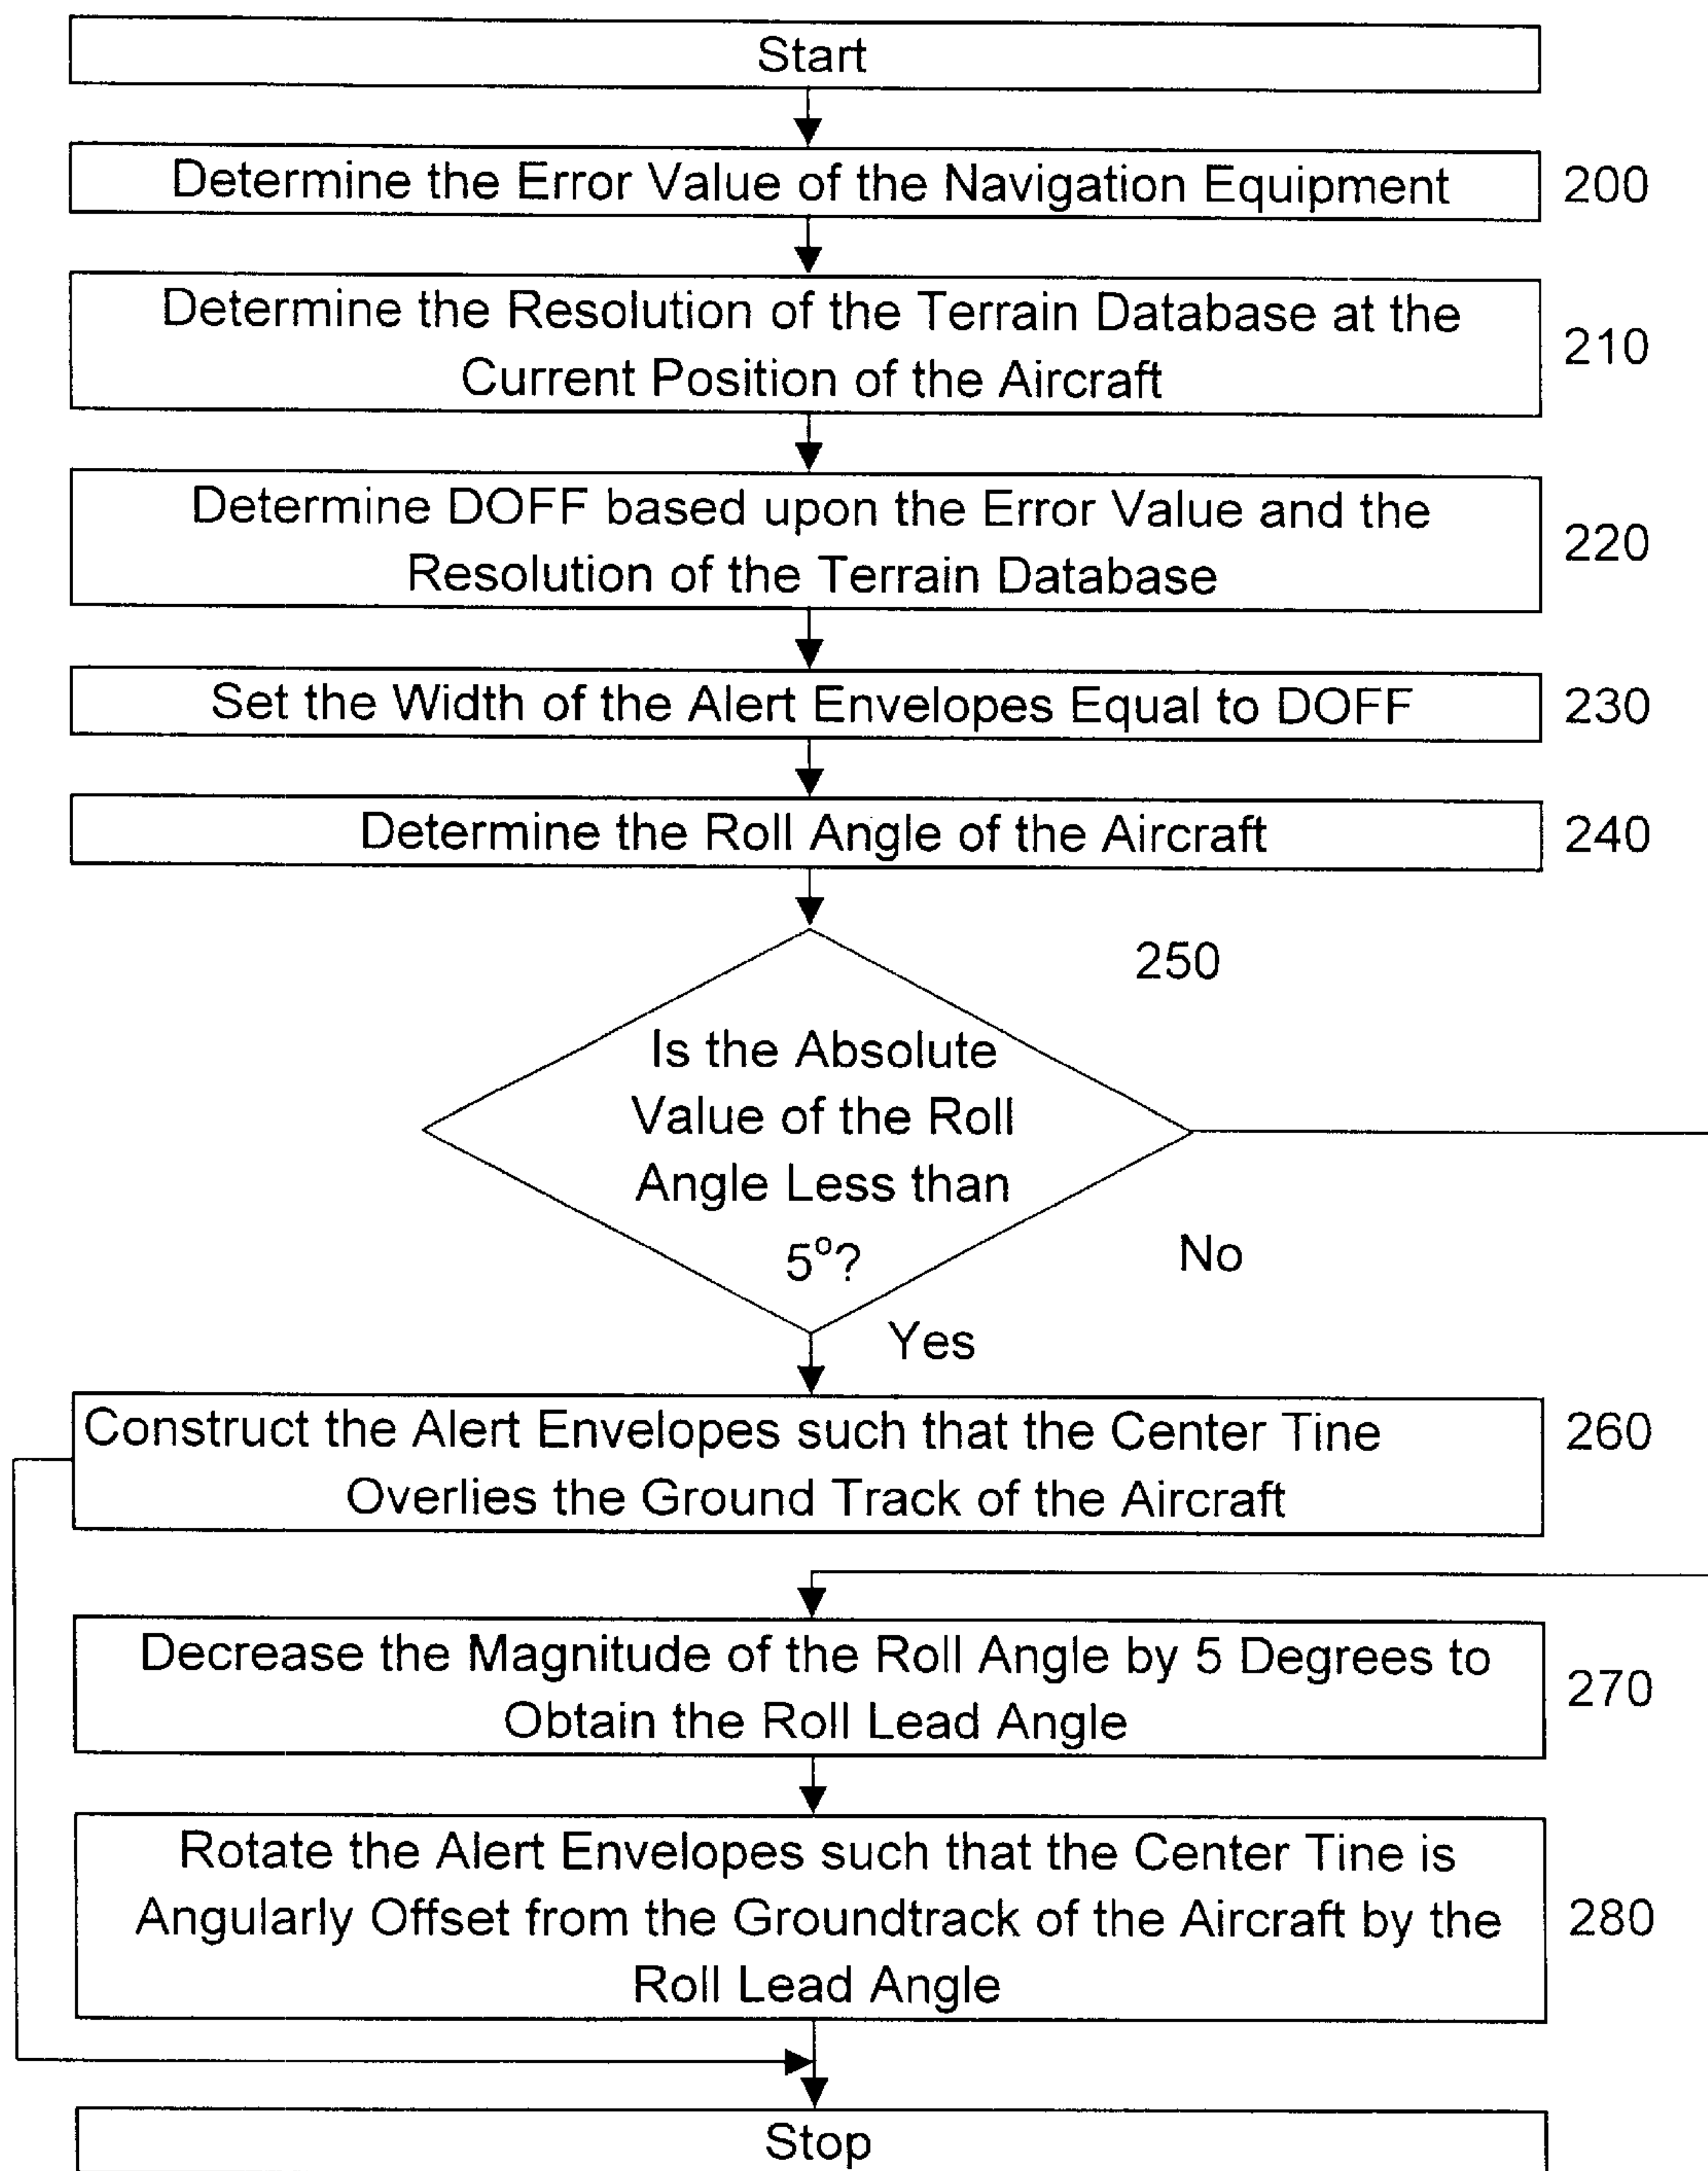 Start
Determine the Error Value of the Navigation Equipment
200
Determine the Resolution of the Terrain Database at the
Current Position of the Aircraft
210
Determine DOFF based upon the Error Value and the
Resolution of the Terrain Database
220
Set the Width of the Alert Envelopes Equal to DOFF
230
Determine the Roll Angle of the Aircraft
240
250
Is the Absolute
Value of the Roll
Angle Less than
5°?
No
Yes
Construct the Alert Envelopes such that the Center Tine
Overlies the Ground Track of the Aircraft
260
Decrease the Magnitude of the Roll Angle by 5 Degrees to
Obtain the Roll Lead Angle
270
Rotate the Alert Envelopes such that the Center Tine is
Angularly Offset from the Groundtrack of the Aircraft by the
Roll Lead Angle
280
Stop